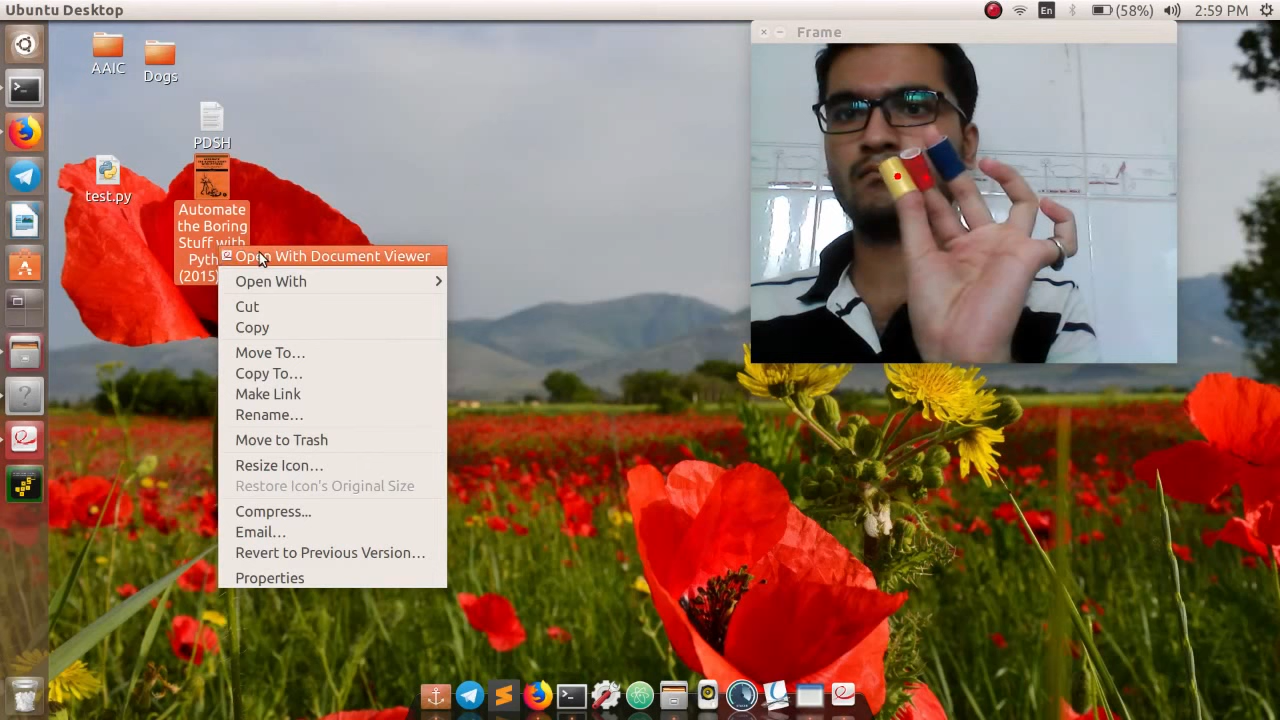 Ubuntu Desktop
En
(58%)
2:59 PM
Frame
AAIC
Dogs
PDSH
test.py
Automate
the Boring
Stuff with
Pyth
(2015)
Open With Document Viewer
Open With
Cut
Copy
Move To…
Copy To…
Make Link
Rename…
Move to Trash
Resize Icon…
Restore Icon's Original Size
Compress...
Email…
Revert to Previous Version…
Properties